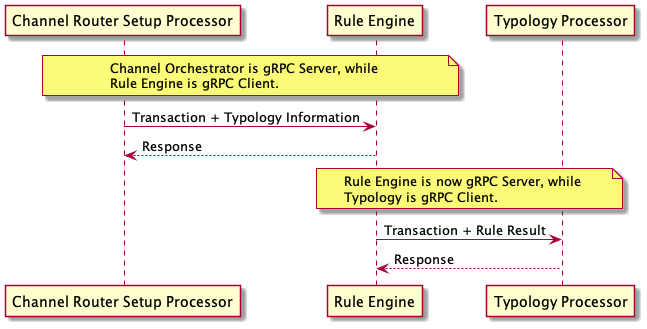 Channel Router Setup Processor
Rule Engine
Typology Processor
Channel Orchestrator is gRPC Server, while
Rule Engine is gRPC Client.
Transaction + Typology Information
Response
Rule Engine is now gRPC Server, while
Typology is gRPC Client.
Transaction + Rule Result
Response
Channel Router Setup Processor
Rule Engine
Typology Processor